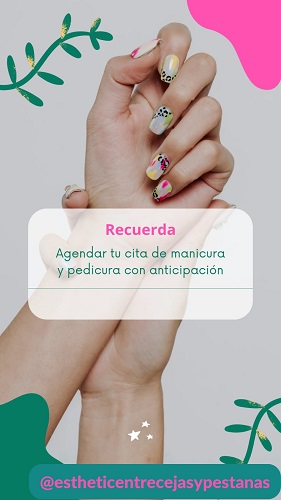 Recuerda
Agendar tu cita de manicura
y pedicura con anticipación
@estheticentrecejasypestanas